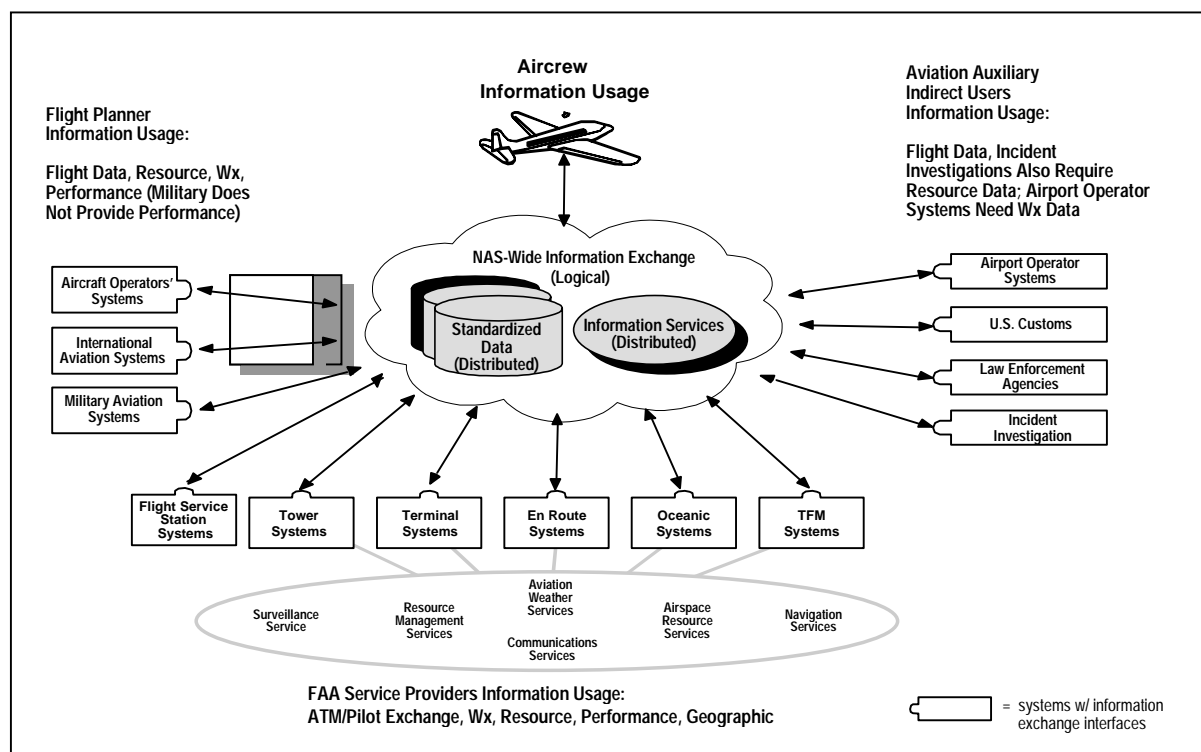 Aircrew
Information Usage
Flight Planner
Information Usage:
Flight Data, Resource, Wx,
Performance (Military Does
Not Provide Performance)
Aviation Auxiliary
Indirect Users
Information Usage:
Flight Data, Incident
Investigations Also Require
Resource Data; Airport Operator
Systems Need Wx Data
NAS-Wide Information Exchange
(Logical)
Standardized
Data
(Distributed)
Information Services
(Distributed)
Aircraft Operators'
Systems
International
Aviation Systems
Military Aviation
Systems
Airport Operator
Systems
U.S. Customs
Law Enforcement
Agencies
Incident
Investigation
Flight Service
Station
Systems
Tower
Systems
Terminal
Systems
En Route
Systems
Oceanic
Systems
TFM
Systems
Surveillance
Service
Resource
Management
Services
Aviation
Weather
Services
Communications
Services
Airspace
Resource
Services
Navigation
Services
FAA Service Providers Information Usage:
ATM/Pilot Exchange, Wx, Resource, Performance, Geographic
= systems w/ information
exchange interfaces